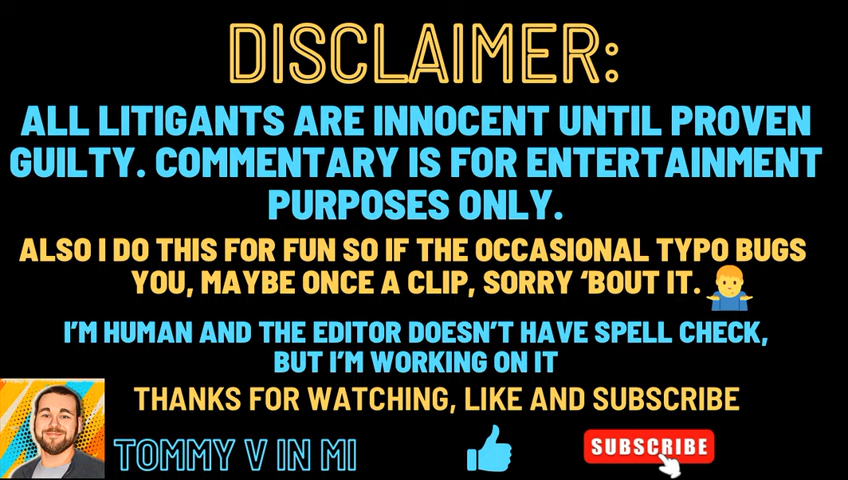 DISCLAIMER:
ALL LITIGANTS ARE INNOCENT UNTIL PROVEN
GUILTY. COMMENTARY IS FOR ENTERTAINMENT
PURPOSES ONLY.
ALSO I DO THIS FOR FUN SO IF THE OCCASIONAL TYPO BUGS
YOU, MAYBE ONCE A CLIP, SORRY ‘BOUT IT.
I’M HUMAN AND THE EDITOR DOESN’T HAVE SPELL CHECK,
BUT I’M WORKING ON IT
THANKS FOR WATCHING, LIKE AND SUBSCRIBE
TOMMY V IN MI
SUBSCRIBE